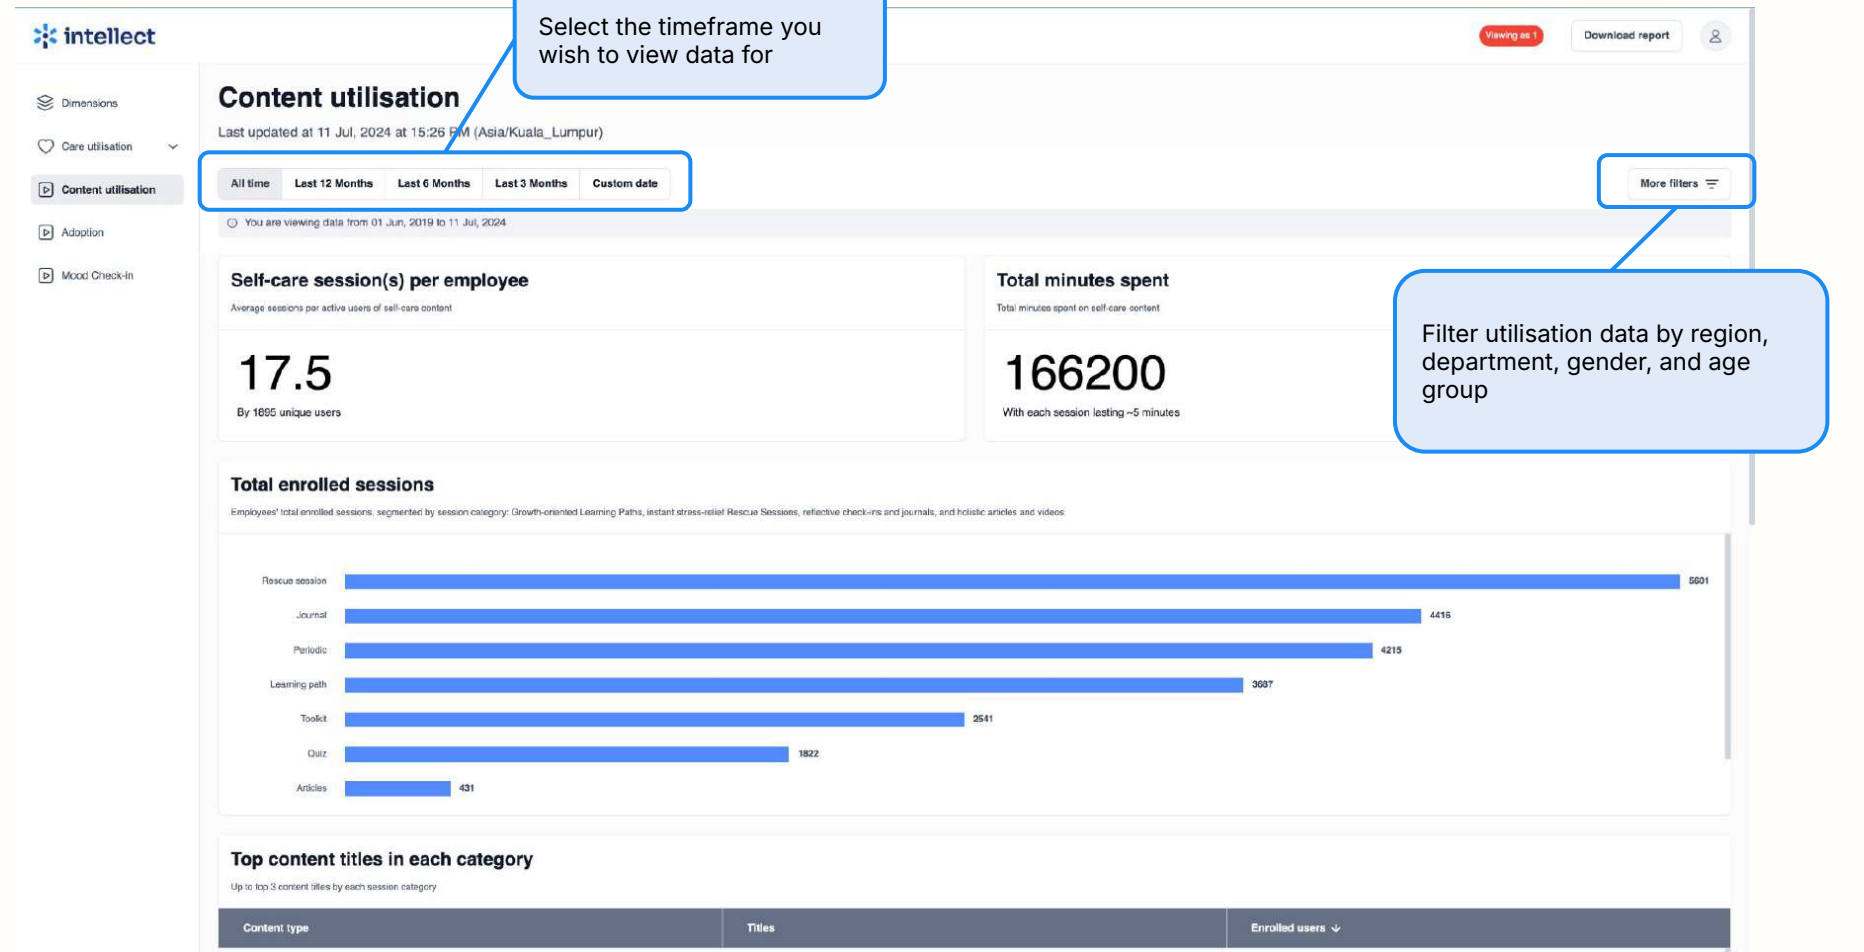 Select the timeframe you
wish to view data for
intellect
Viewing as 1
Download report
Dimensions
Care utilisation
Content utilisation
Adoption
Mood Check-in
Content utilisation
Last updated at 11 Jul, 2024 at 15:26 PM (Asia/Kuala_Lumpur)
All time Last 12 Months Last 6 Months Last 3 Months Custom date
More filters
You are viewing data from 01 Jun, 2019 to 11 Jul, 2024
Self-care session(s) per employee
Average sessions per active users of self-care content
17.5
By 1895 unique users
Total minutes spent
Total minutes spent on self-care content
166200
With each session lasting ~5 minutes
Filter utilisation data by region,
department, gender, and age
group
Total enrolled sessions
Employees' total enrolled sessions, segmented by session category: Growth-oriented Learning Paths, instant stress-relief Rescue Sessions, reflective check-ins and journals, and holistic articles and videos
Rescue session 5601
Journal 4416
Periodic 4215
Learning path 3687
Toolkit 2541
Quiz 1822
Articles 431
Top content titles in each category
Up to top 3 content titles by each session category
Content type Titles Enrolled users